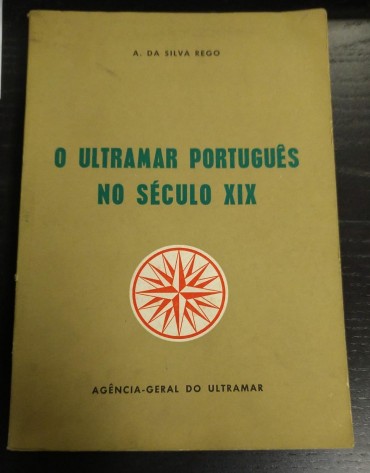 A. DA SILVA REGO
O ULTRAMAR PORTUGUÊS
NO SÉCULO XIX
AGÊNCIA-GERAL DO ULTRAMAR